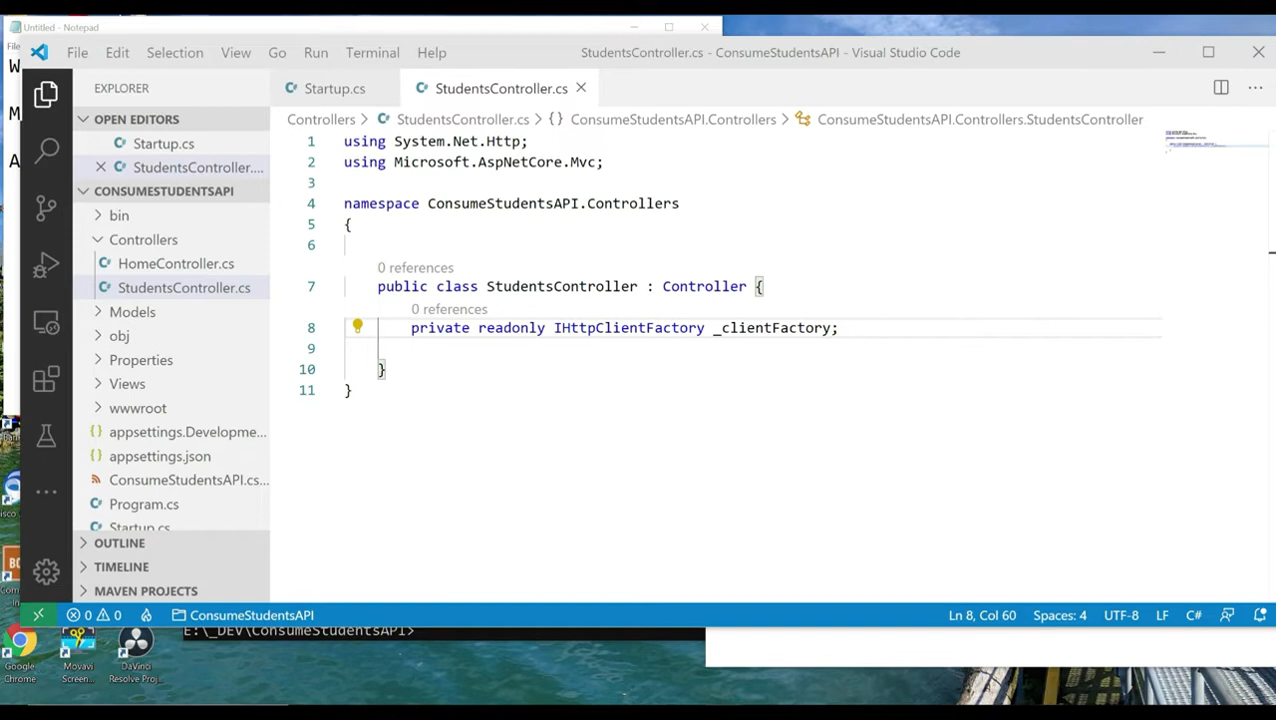 Untitled - Notepad
File Edit Selection View Go Run Terminal Help
StudentsController.cs - ConsumeStudentsAPI - Visual Studio Code
EXPLORER
OPEN EDITORS
Startup.cs
StudentsController....
CONSUMESTUDENTSAPI
bin
Controllers
HomeController.cs
StudentsController.cs
Models
obj
Properties
Views
wwwroot
appsettings.Developme...
appsettings.json
ConsumeStudentsAPI.cs...
Program.cs
Startup.cs
OUTLINE
TIMELINE
MAVEN PROJECTS
Startup.cs StudentsController.cs
Controllers > StudentsController.cs > {} ConsumeStudentsAPI.Controllers > ConsumeStudentsAPI.Controllers.StudentsController
1 using System.Net.Http;
2 using Microsoft.AspNetCore.Mvc;
3
4 namespace ConsumeStudentsAPI.Controllers
5 {
6
0 references
7 public class StudentsController : Controller {
0 references
8 private readonly IHttpClientFactory _clientFactory;
9
10 }
11 }
0 0 ConsumeStudentsAPI Ln 8, Col 60 Spaces: 4 UTF-8 LF C#
E:\_DEV\ConsumeStudentsAPI>
Google
Chrome
Movavi
Screen...
DaVinci
Resolve Proj...